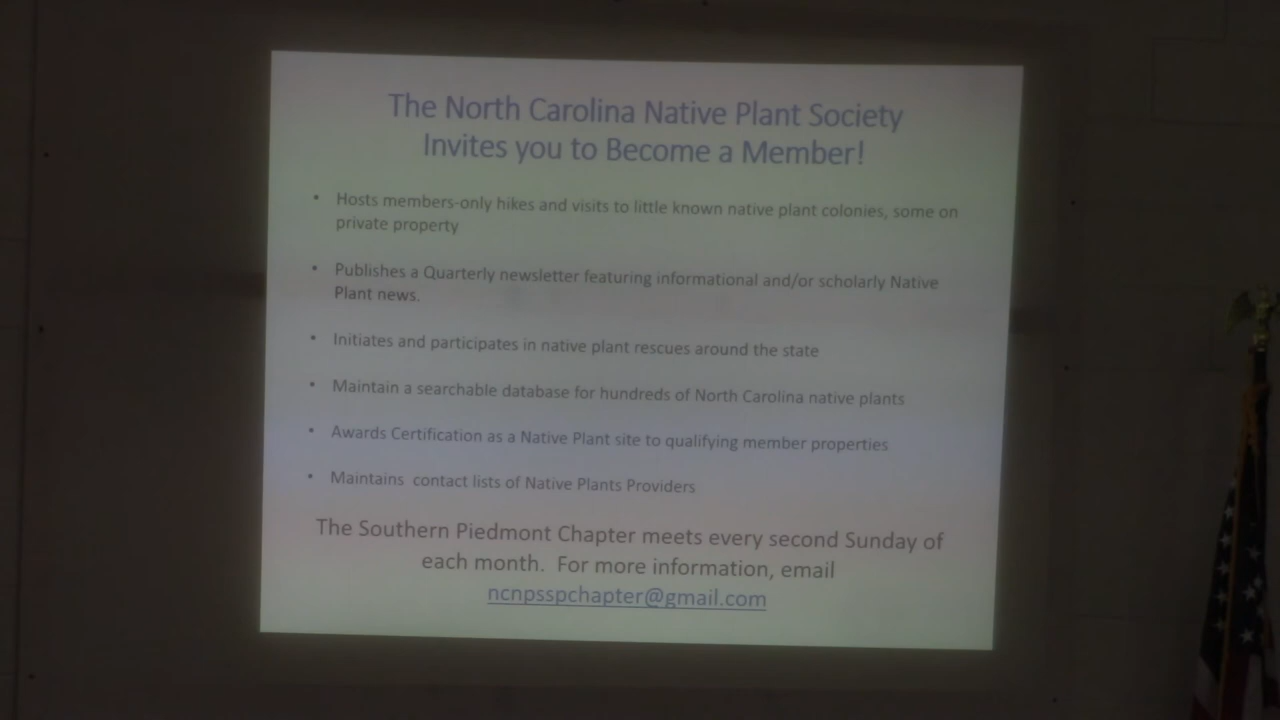 The North Carolina Native Plant Society
Invites you to Become a Member!
• Hosts members-only hikes and visits to little known native plant colonies, some on
private property
• Publishes a Quarterly newsletter featuring informational and/or scholarly Native
Plant news.
• Initiates and participates in native plant rescues around the state
• Maintain a searchable database for hundreds of North Carolina native plants
• Awards Certification as a Native Plant site to qualifying member properties
• Maintains contact lists of Native Plants Providers
The Southern Piedmont Chapter meets every second Sunday of
each month. For more information, email
ncnpsspchapter@gmail.com